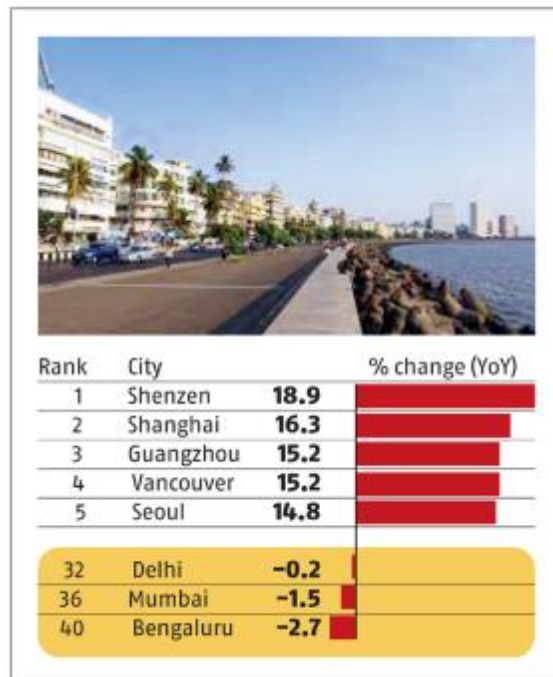 Rank City % change (YoY)
1 Shenzen 18.9
2 Shanghai 16.3
3 Guangzhou 15.2
4 Vancouver 15.2
5 Seoul 14.8
32 Delhi −0.2
36 Mumbai −1.5
40 Bengaluru −2.7